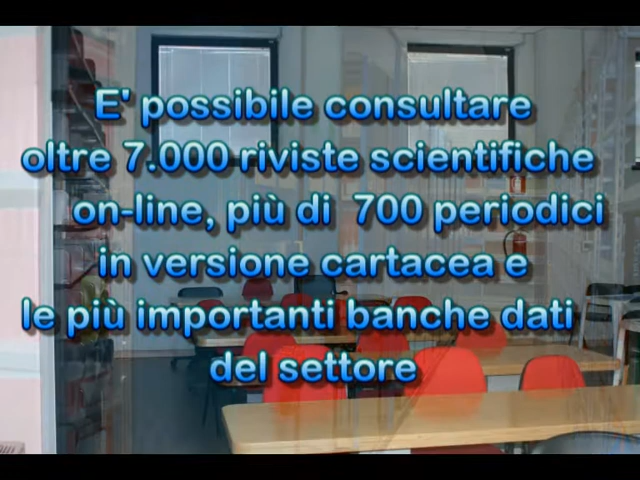 E' possibile consultare
oltre 7.000 riviste scientifiche
on-line, più di 700 periodici
in versione cartacea e
le più importanti banche dati
del settore